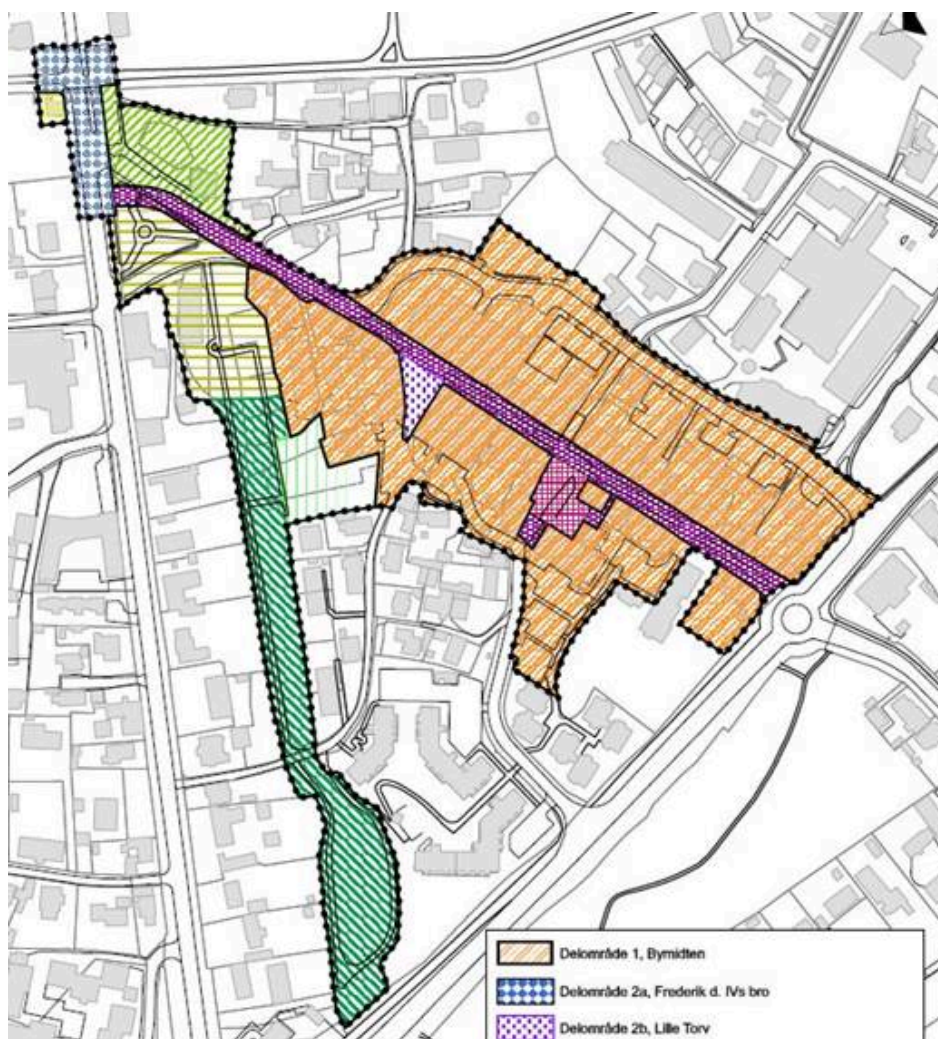 Delområde 1, Bymidten
Delområde 2a, Frederik d. IVs bro
Delområde 2b, Lille Torv